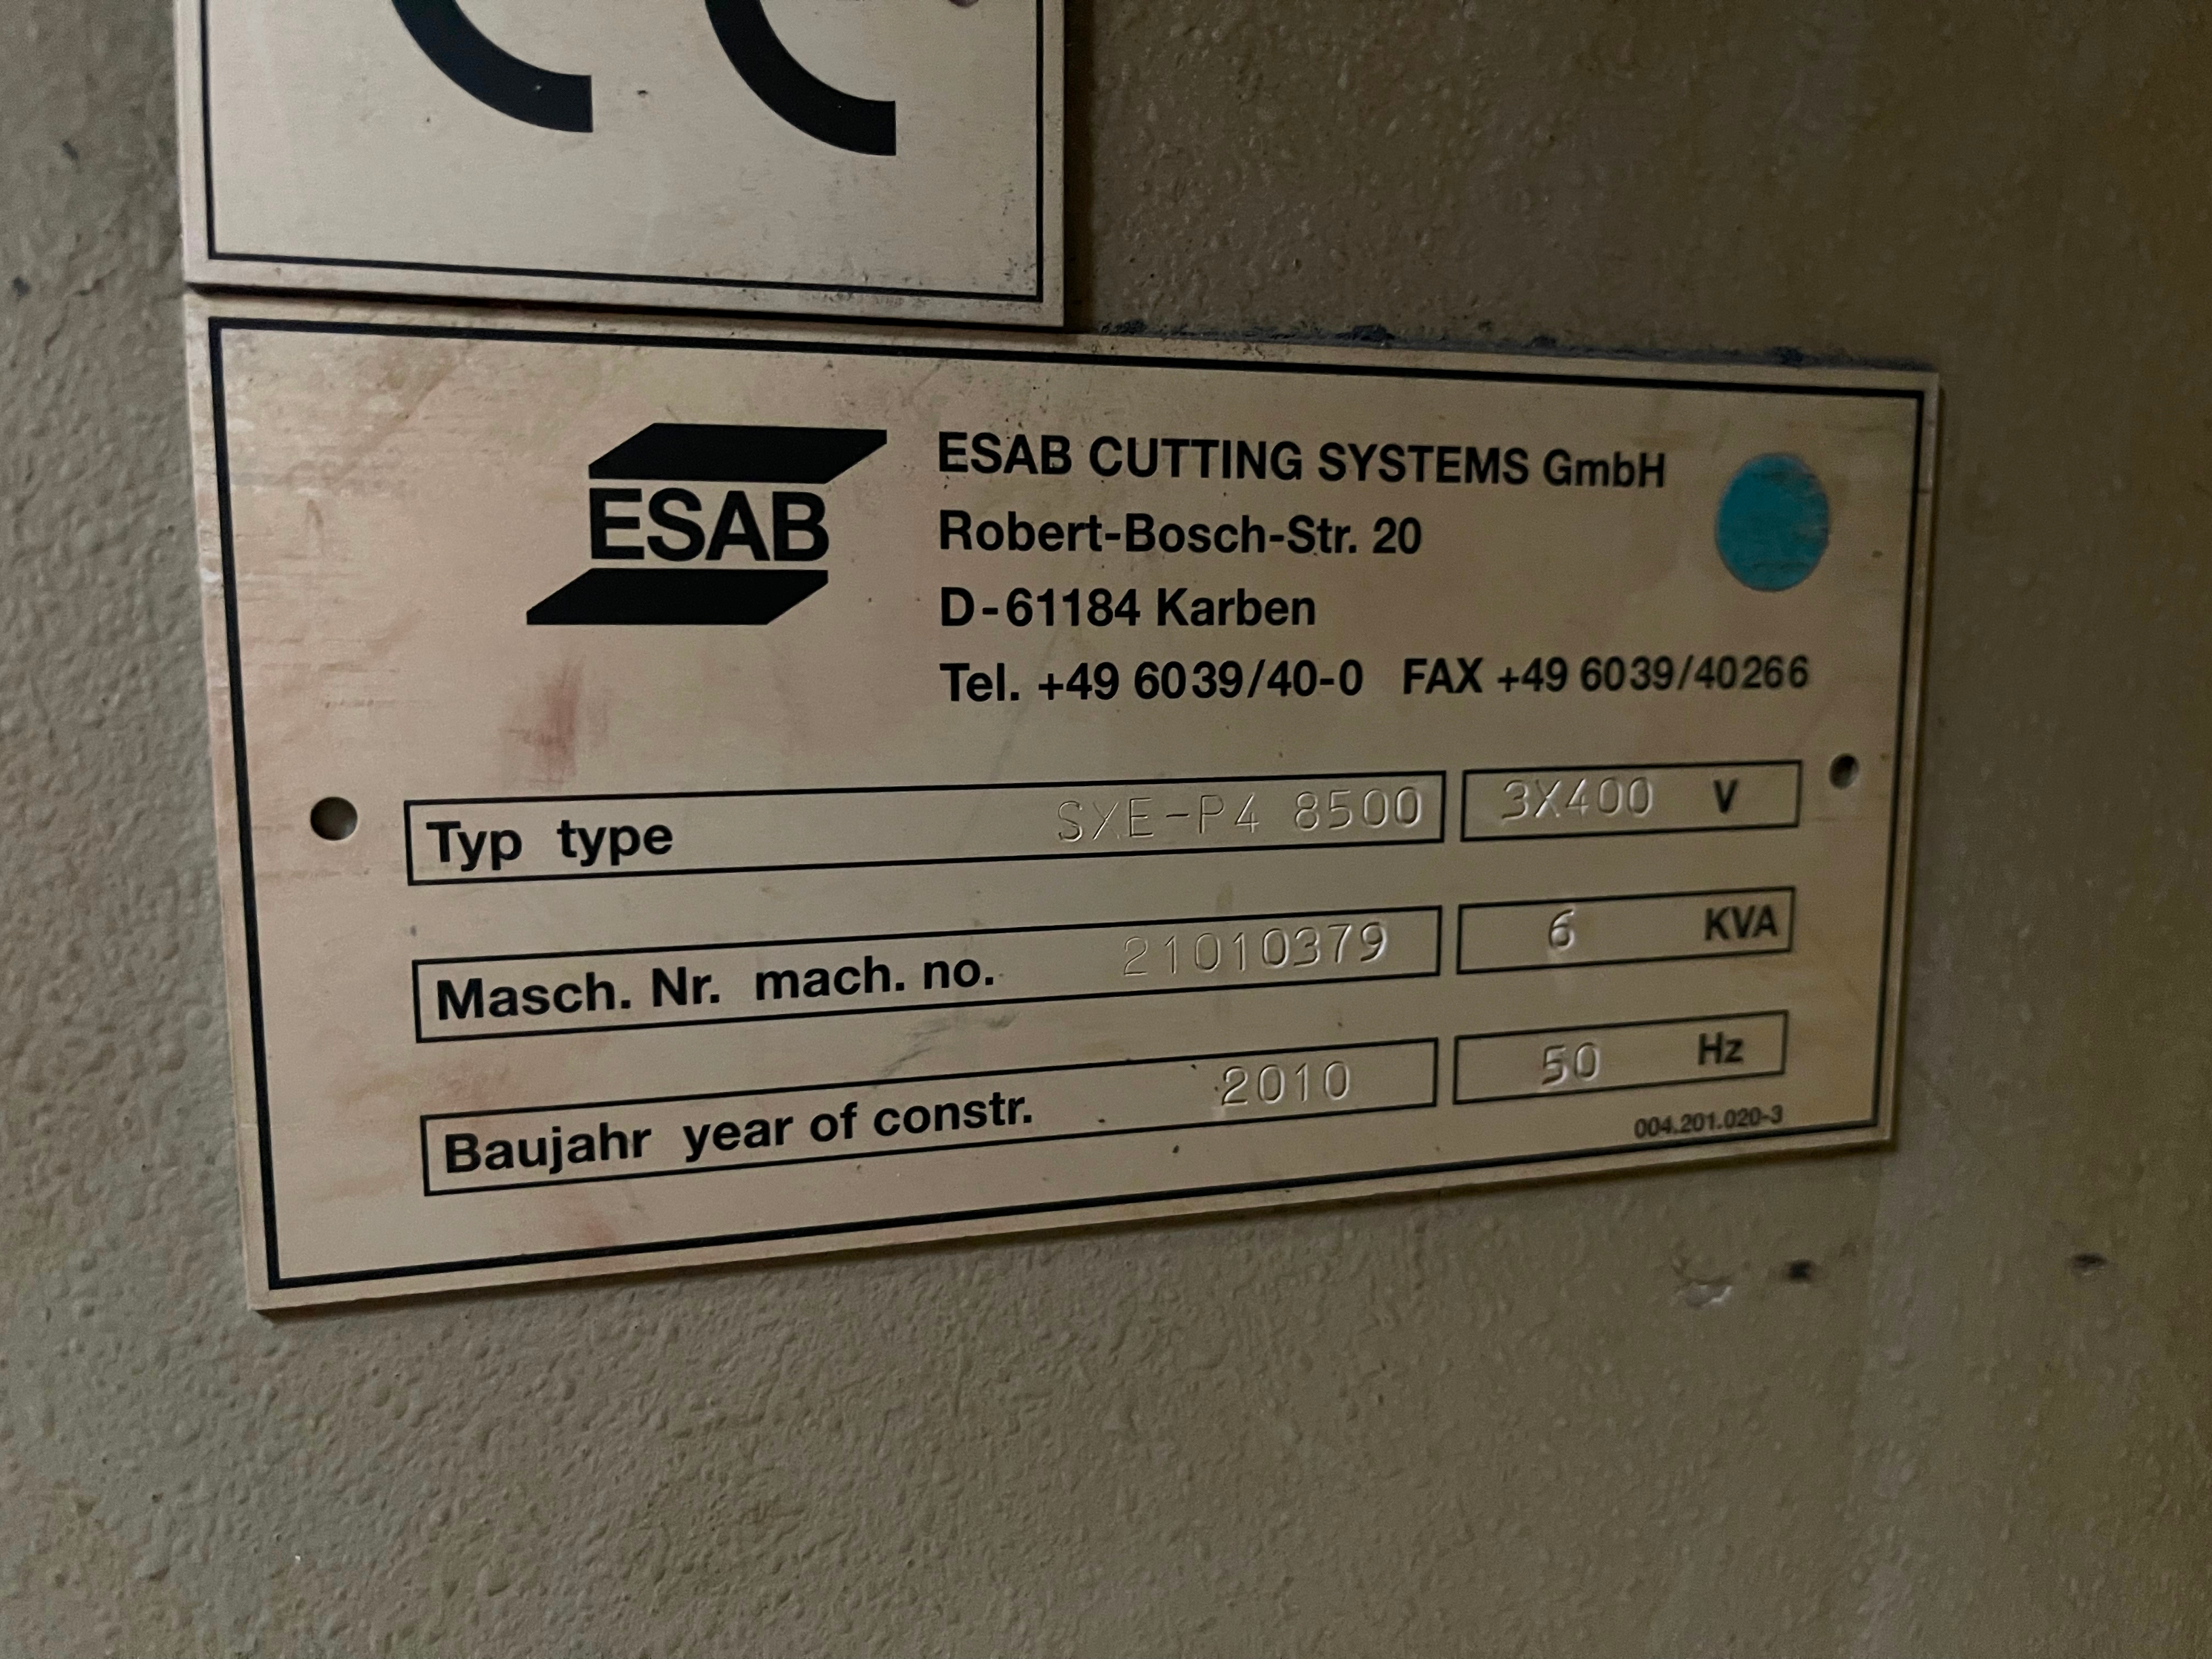 CE
ESAB
ESAB CUTTING SYSTEMS GmbH
Robert-Bosch-Str. 20
D-61184 Karben
Tel. +49 6039/40-0 FAX +49 6039/40266
Typ type SXE-P4 8500 3X400 V
Masch. Nr. mach. no. 21010379 6 KVA
Baujahr year of constr. 2010 50 Hz
004.201.020-3